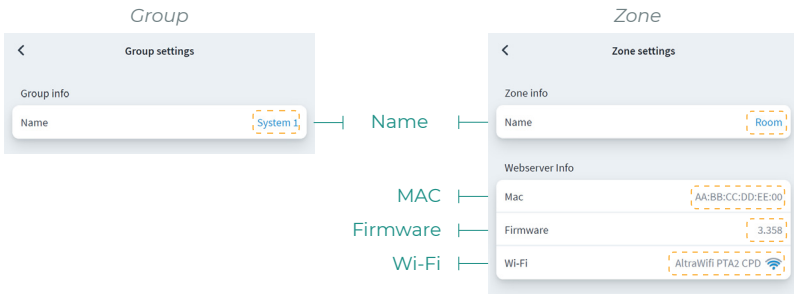 Group
Zone
Group settings
Zone settings
Group info
Name
System 1
Name
Zone info
Name
Room
Webserver Info
MAC
Mac
AA:BB:CC:DD:EE:00
Firmware
Firmware
3.358
Wi-Fi
Wi-Fi
AltraWifi PTA2 CPD